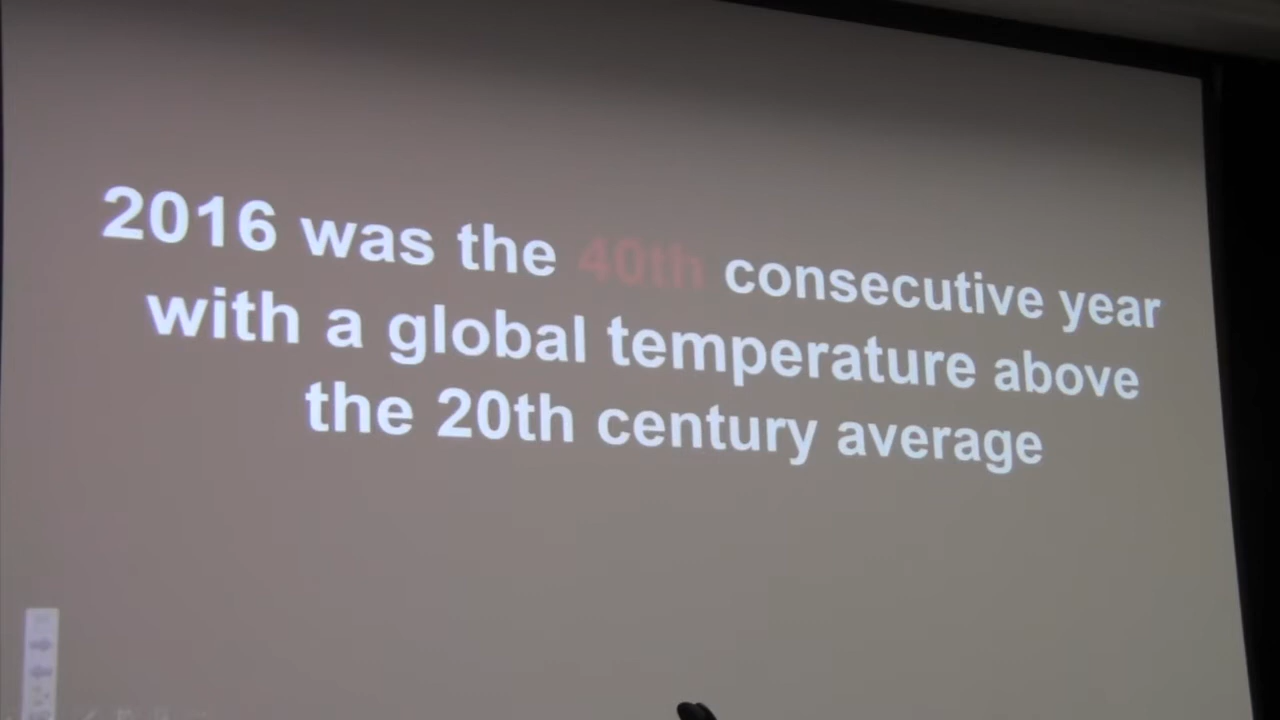 2016 was the 40th consecutive year
with a global temperature above
the 20th century average